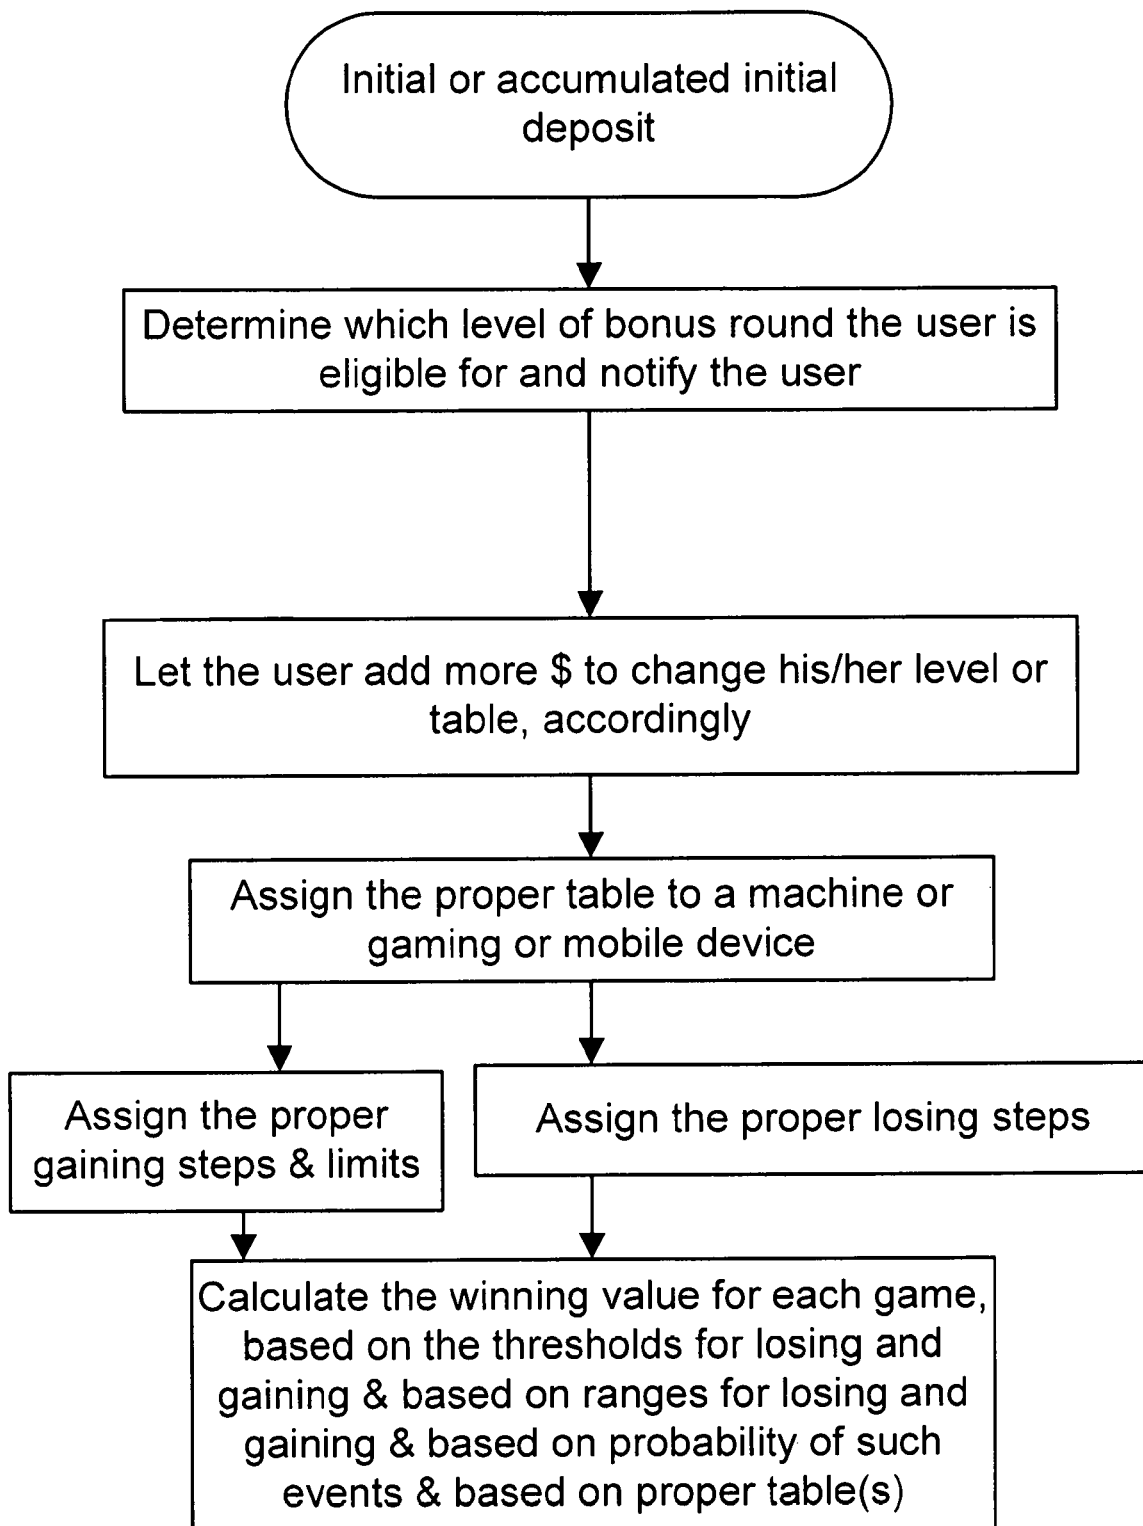 Initial or accumulated initial
deposit
Determine which level of bonus round the user is
eligible for and notify the user
Let the user add more $ to change his/her level or
table, accordingly
Assign the proper table to a machine or
gaming or mobile device
Assign the proper
gaining steps & limits
Assign the proper losing steps
Calculate the winning value for each game,
based on the thresholds for losing and
gaining & based on ranges for losing and
gaining & based on probability of such
events & based on proper table(s)